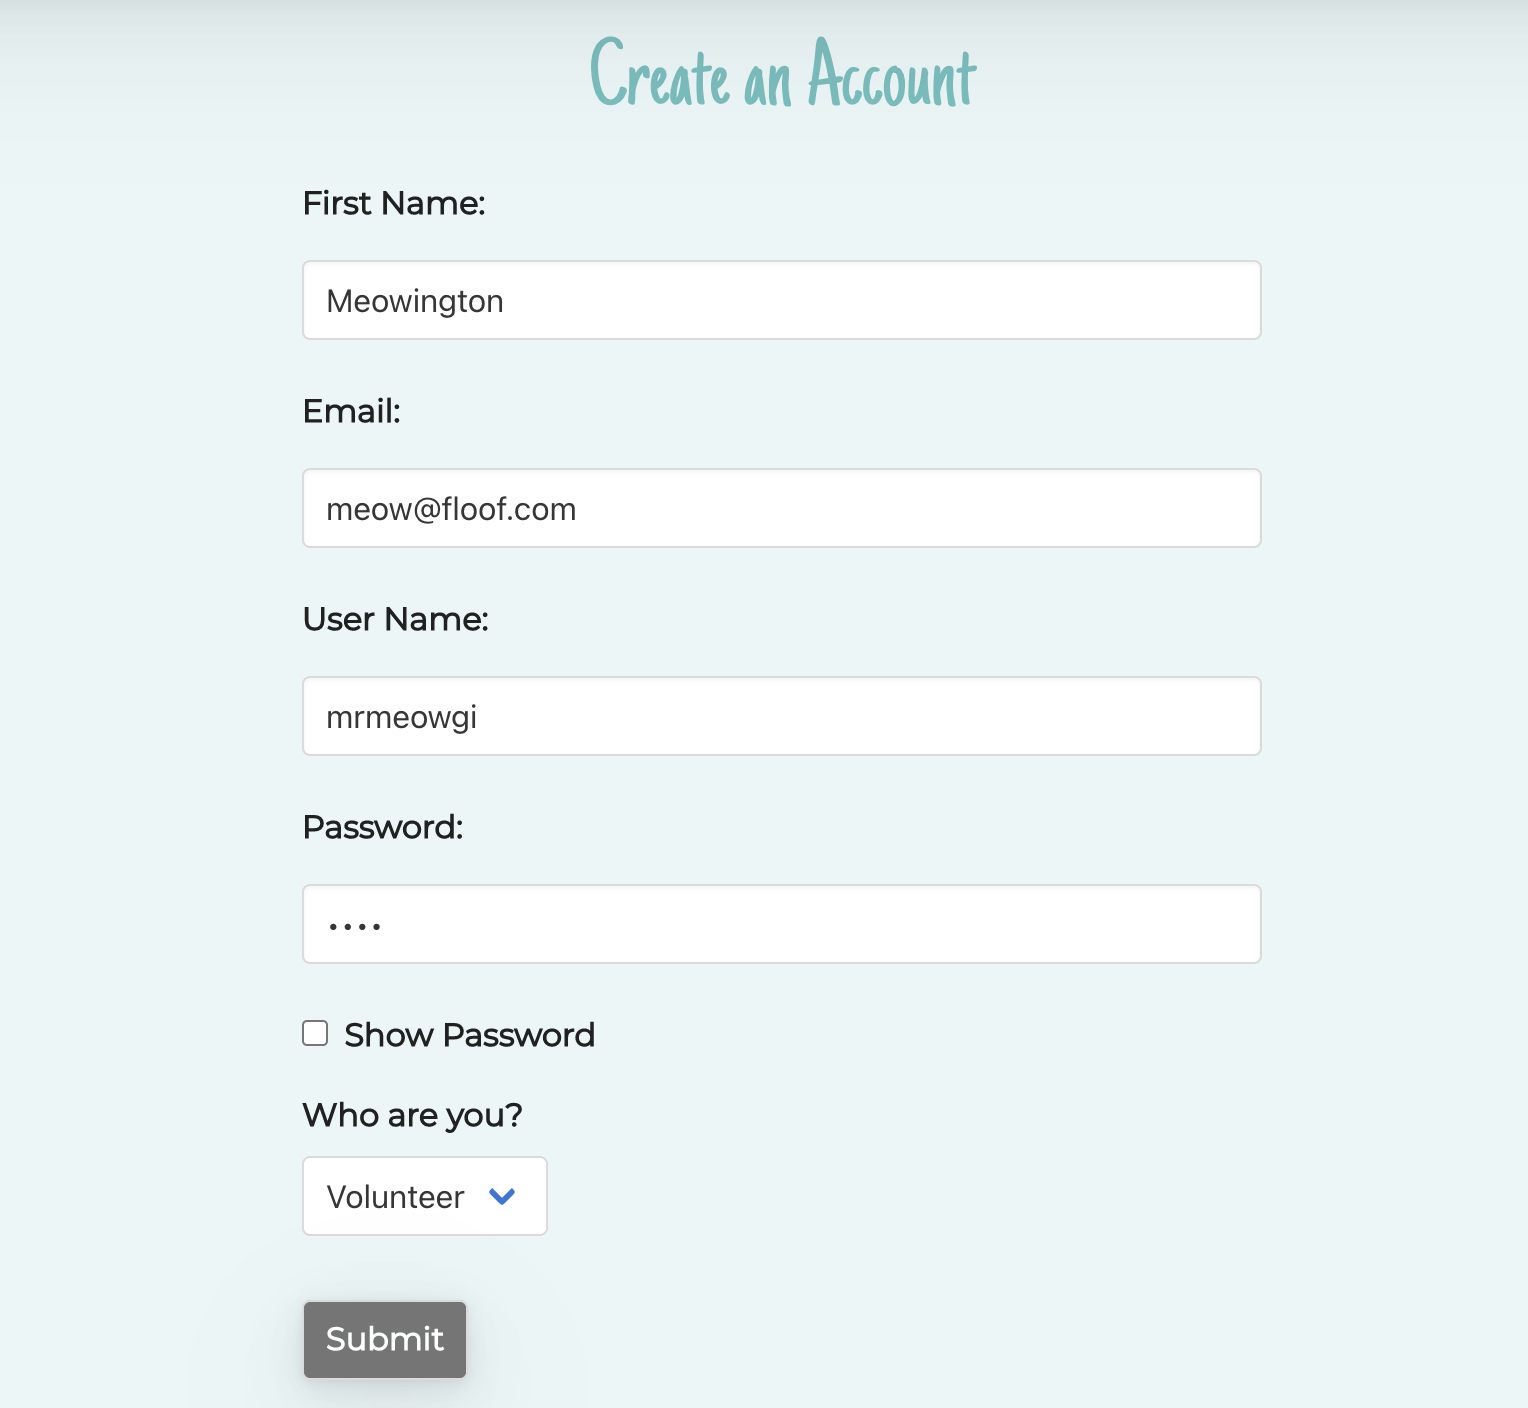 Create an Account
First Name:
Meowington
Email:
meow@floof.com
User Name:
mrmeowgi
Password:
••••
Show Password
Who are you?
Volunteer
Submit